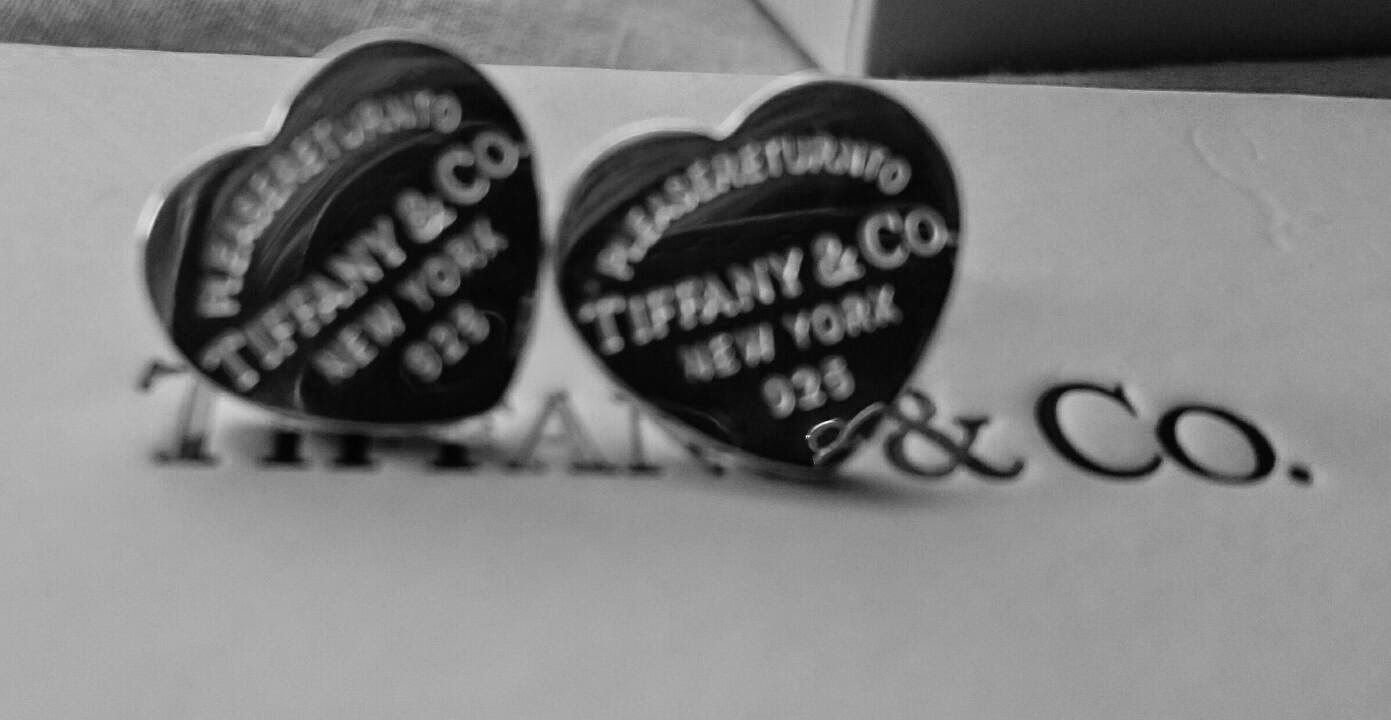 PLEASE RETURN TO
TIFFANY & CO.
NEW YORK
925
PLEASE RETURN TO
TIFFANY & CO.
NEW YORK
925
& CO.